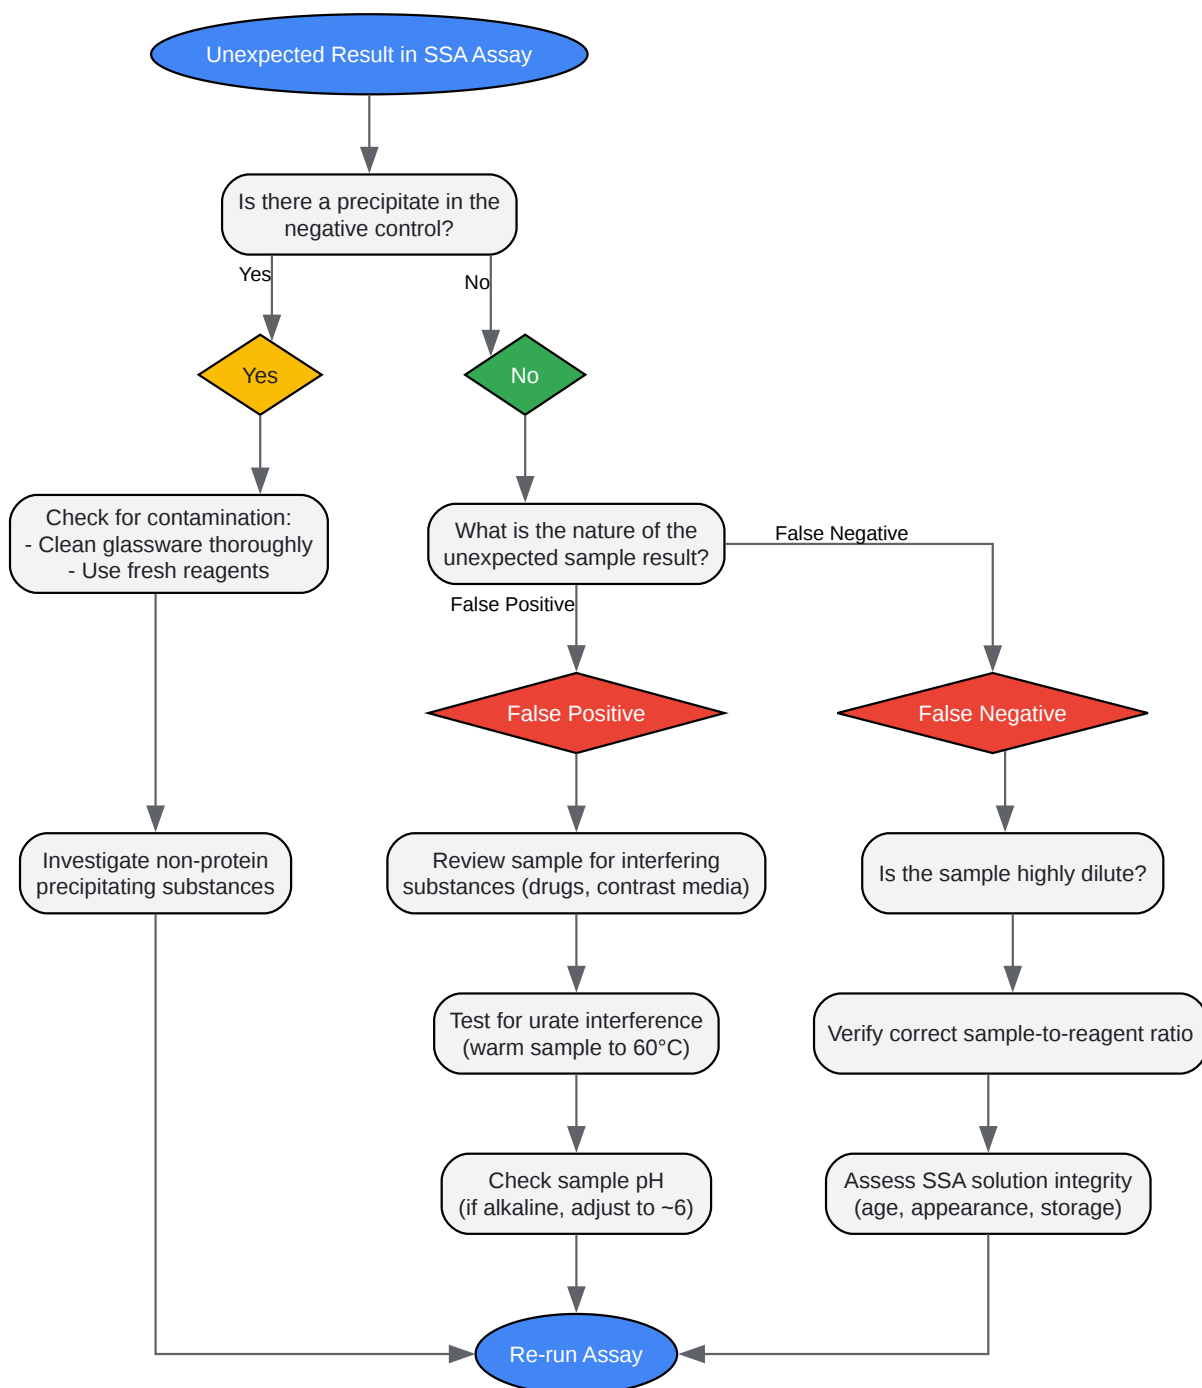 Unexpected Result in SSA Assay
Is there a precipitate in the
negative control?
Yes
No
Yes
No
Check for contamination:
- Clean glassware thoroughly
- Use fresh reagents
What is the nature of the
unexpected sample result?
False Negative
False Positive
False Positive
False Negative
Investigate non-protein
precipitating substances
Review sample for interfering
substances (drugs, contrast media)
Is the sample highly dilute?
Test for urate interference
(warm sample to 60°C)
Verify correct sample-to-reagent ratio
Check sample pH
(if alkaline, adjust to ~6)
Assess SSA solution integrity
(age, appearance, storage)
Re-run Assay